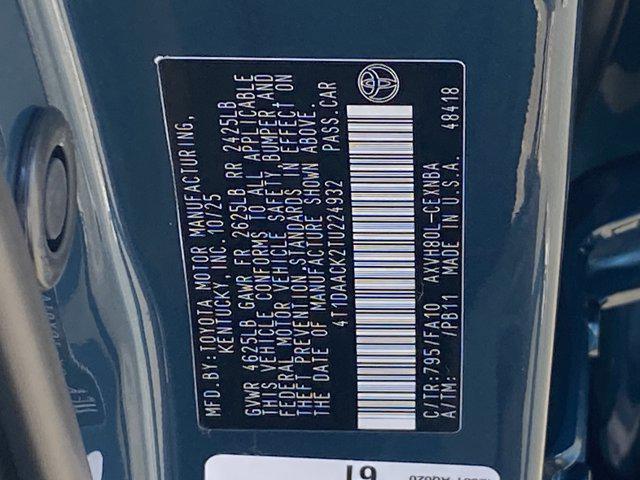 MFD.BY:TOYOTA MOTOR MANUFACTURING,
KENTUCKY, INC. 10/25
GVWR 4625LB GAWR FR 2625LB RR 2425LB
THIS VEHICLE CONFORMS TO ALL APPLICABLE
FEDERAL MOTOR VEHICLE SAFETY, BUMPER AND
THEFT PREVENTION STANDARDS IN EFFECT ON
THE DATE OF MANUFACTURE SHOWN ABOVE.
4T1DAACK2TU224932 PASS.CAR
C/TR:795/FA10 AXVH80L-CEXNBA
A/TM: /PB11 MADE IN U.S.A. 48418
61